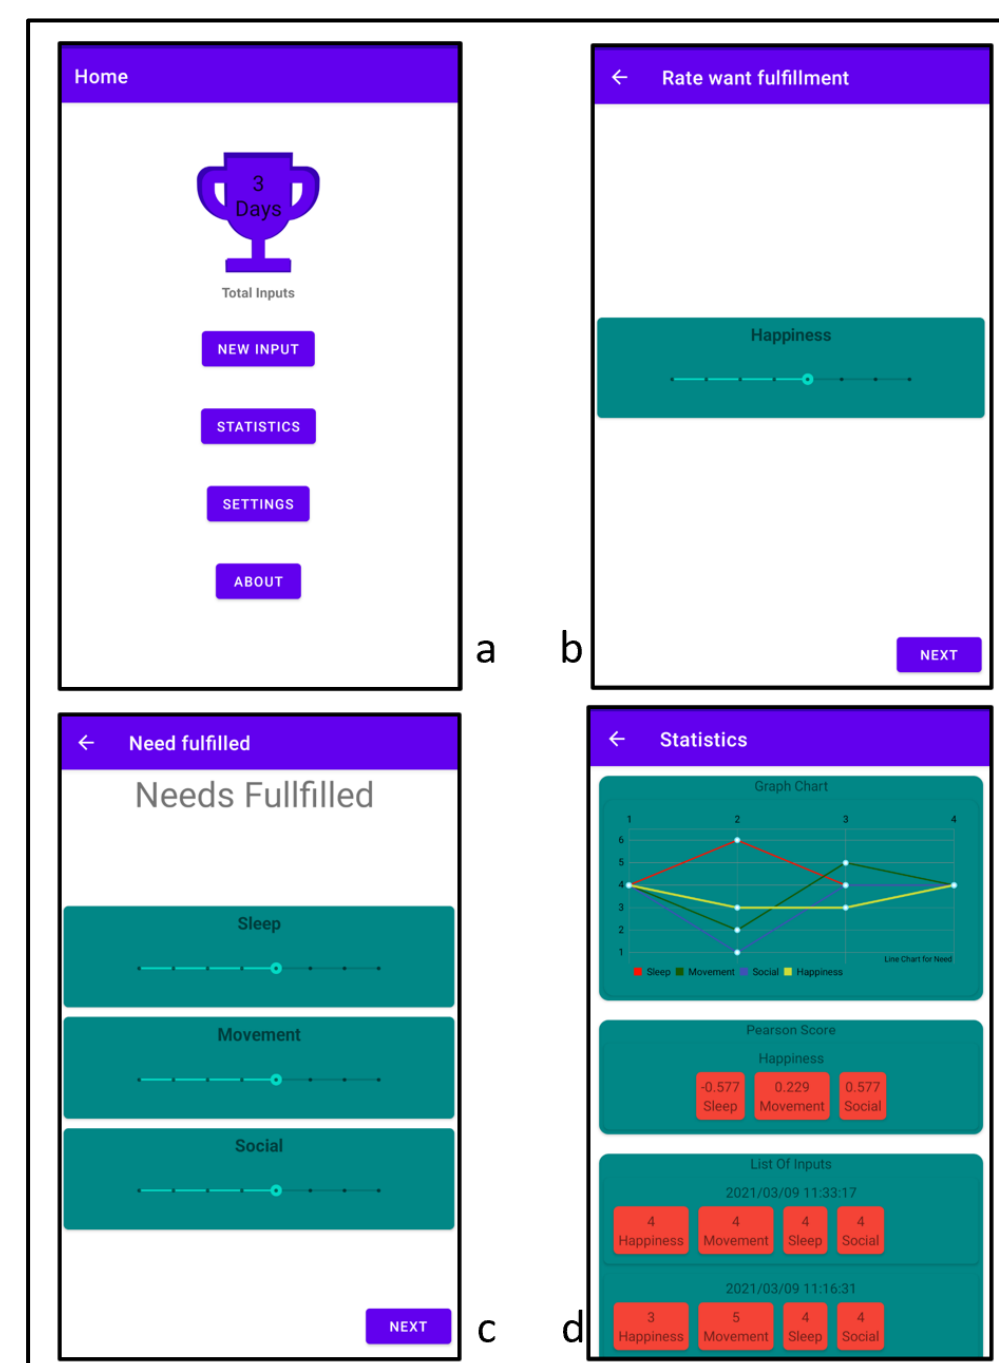 Home
3
Days
Total Inputs
NEW INPUT
STATISTICS
SETTINGS
ABOUT
a
Rate want fulfillment
Happiness
NEXT
b
Need fulfilled
Needs Fullfilled
Sleep
Movement
Social
NEXT
c
Statistics
Graph Chart
1 2 3 4
6
5
4
3
2
1
Line Chart for Need
Sleep Movement Social Happiness
Pearson Score
Happiness
-0.577 0.229 0.577
Sleep Movement Social
List Of Inputs
2021/03/09 11:33:17
4 4 4 4
Happiness Movement Sleep Social
2021/03/09 11:16:31
3 5 4 4
Happiness Movement Sleep Social
d